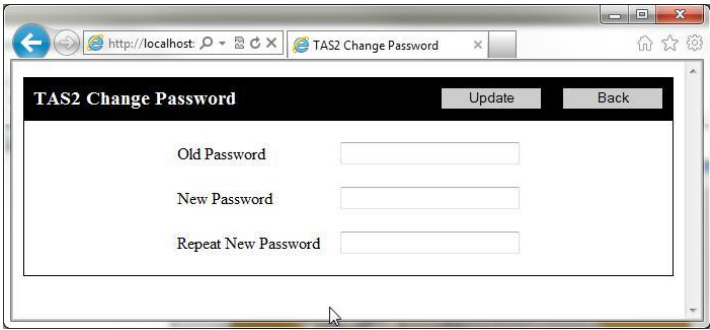 http://localhost:
TAS2 Change Password
TAS2 Change Password Update Back
Old Password
New Password
Repeat New Password